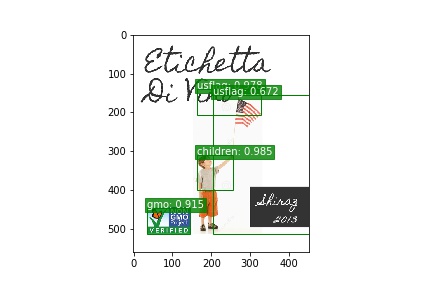 0
Etichetta
100
usflag: 0.978
usflag: 0.672
Di
200
300
children: 0.985
400
gmo: 0.915
Shiraz
2013
GMO
VERIFIED
500
0 100 200 300 400